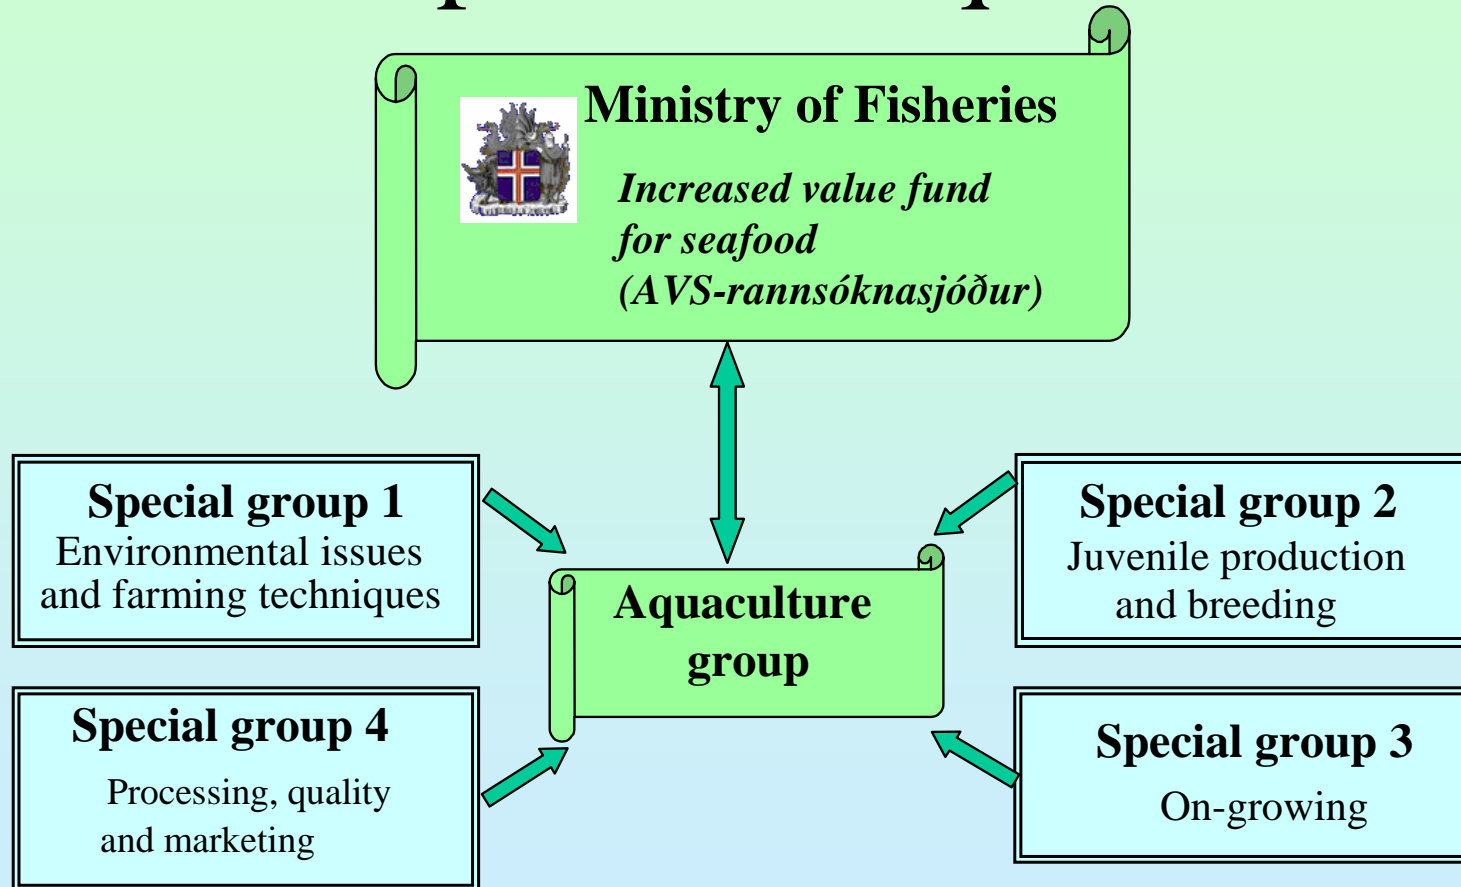 Ministry of Fisheries
Increased value fund
for seafood
(AVS-rannsóknasjóður)
Special group 1
Environmental issues
and farming techniques
Special group 2
Juvenile production
and breeding
Aquaculture
group
Special group 4
Processing, quality
and marketing
Special group 3
On-growing